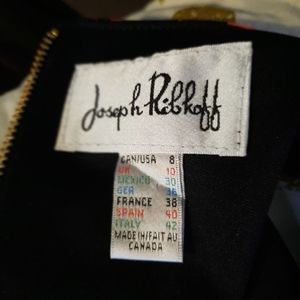 Joseph Ribkoff
CAN/USA 8
UK 10
MEXICO 30
GER 36
FRANCE 38
SPAIN 40
ITALY 42
MADE IN/FAIT AU
CANADA